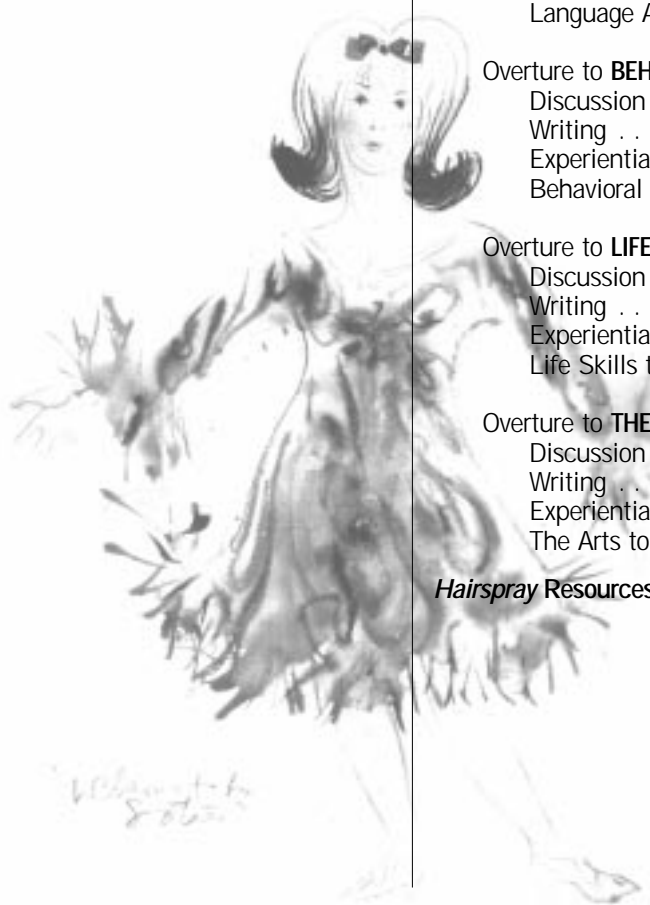 Language A
Overture to BEH
Discussion
Writing . .
Experientia
Behavioral
Overture to LIFE
Discussion
Writing . .
Experientia
Life Skills t
Overture to THE
Discussion
Writing . .
Experientia
The Arts to
Hairspray Resources